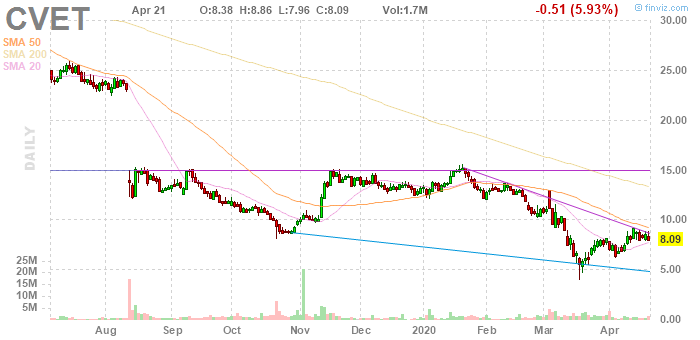 CVET
Apr 21 O:8.38 H:8.86 L:7.96 C:8.09 Vol:1.7M -0.51 (5.93%)
© finviz.com
SMA 50
SMA 200
SMA 20
DAILY
30.00
25.00
20.00
15.00
10.00
8.09
5.00
0.00
25M
20M
15M
10M
5M
Aug Sep Oct Nov Dec 2020 Feb Mar Apr